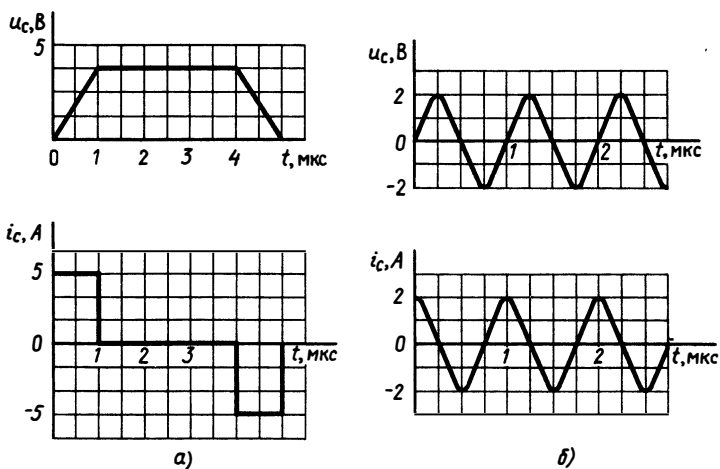 u_c, В
5
0 1 2 3 4 t, мкс
i_c, А
5
0
1 2 3 t, мкс
-5
а)
u_c, В
2
0
1 2 t, мкс
-2
i_c, А
2
0
1 2 t, мкс
-2
б)